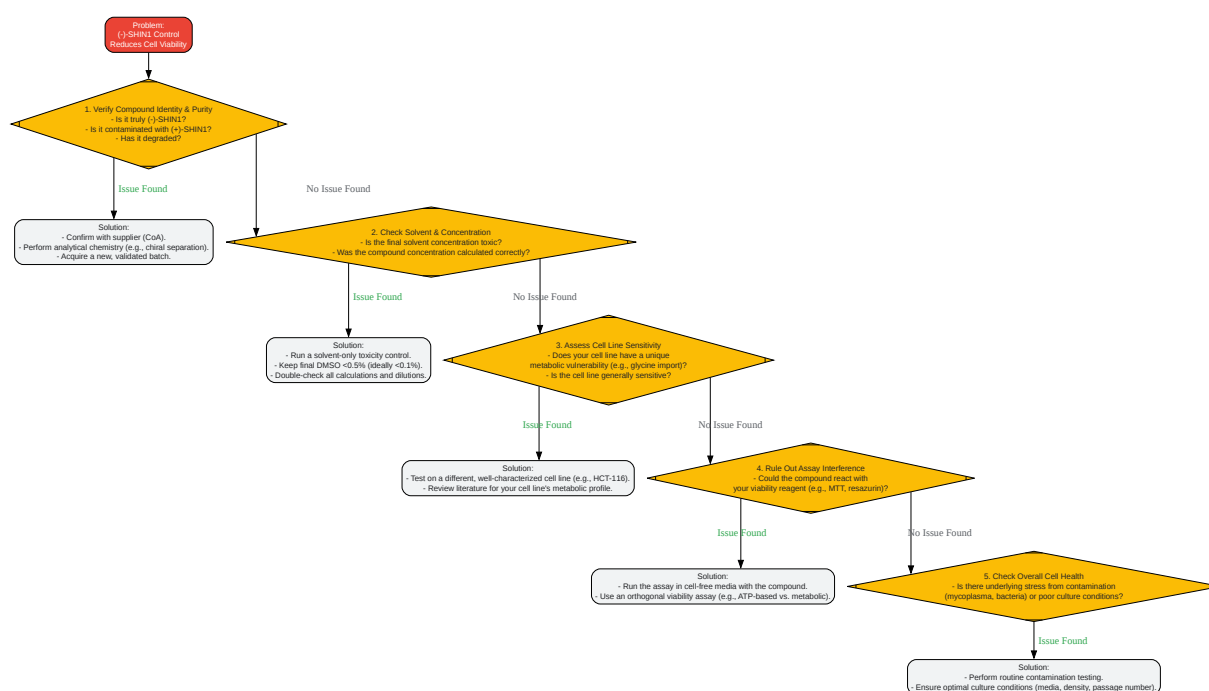 Problem:
(-)-SHIN1 Control
Reduces Cell Viability
1. Verify Compound Identity & Purity
- Is it truly (-)-SHIN1?
- Is it contaminated with (+)-SHIN1?
- Has it degraded?
Issue Found
No Issue Found
Solution:
- Confirm with supplier (CoA).
- Perform analytical chemistry (e.g., chiral separation).
- Acquire a new, validated batch.
2. Check Solvent & Concentration
- Is the final solvent concentration toxic?
- Was the compound concentration calculated correctly?
Issue Found
No Issue Found
Solution:
- Run a solvent-only toxicity control.
- Keep final DMSO <0.5% (ideally <0.1%).
- Double-check all calculations and dilutions.
3. Assess Cell Line Sensitivity
- Does your cell line have a unique
metabolic vulnerability (e.g., glycine import)?
- Is the cell line generally sensitive?
Issue Found
No Issue Found
Solution:
- Test on a different, well-characterized cell line (e.g., HCT-116).
- Review literature for your cell line's metabolic profile.
4. Rule Out Assay Interference
- Could the compound react with
your viability reagent (e.g., MTT, resazurin)?
Issue Found
No Issue Found
Solution:
- Run the assay in cell-free media with the compound.
- Use an orthogonal viability assay (e.g., ATP-based vs. metabolic).
5. Check Overall Cell Health
- Is there underlying stress from contamination
(mycoplasma, bacteria) or poor culture conditions?
Issue Found
Solution:
- Perform routine contamination testing.
- Ensure optimal culture conditions (media, density, passage number).